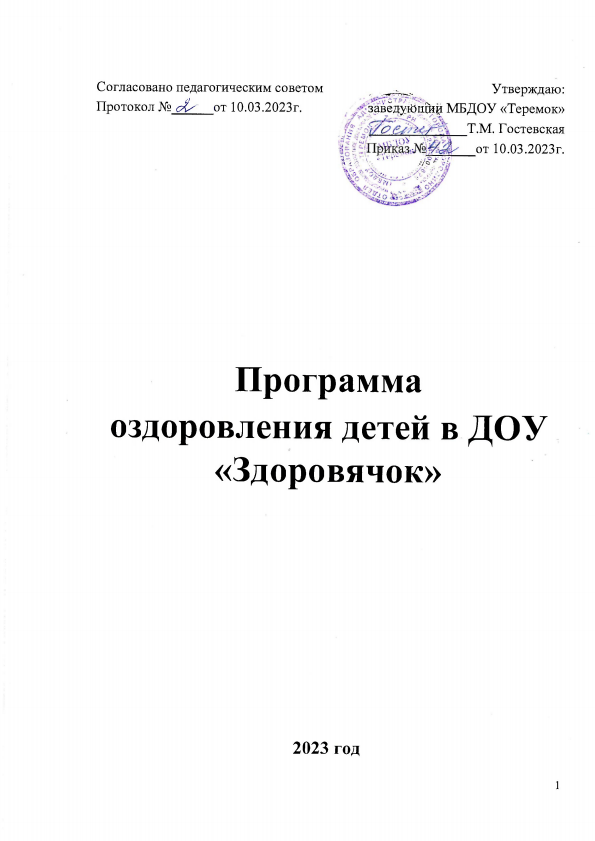 Согласовано педагогическим советом
Протокол № 2 от 10.03.2023г.
Утверждаю:
заведующий МБДОУ «Теремок»
Т.М. Гостевская
Приказ № 42 от 10.03.2023г.
Программа
оздоровления детей в ДОУ
«Здоровячок»
2023 год
1